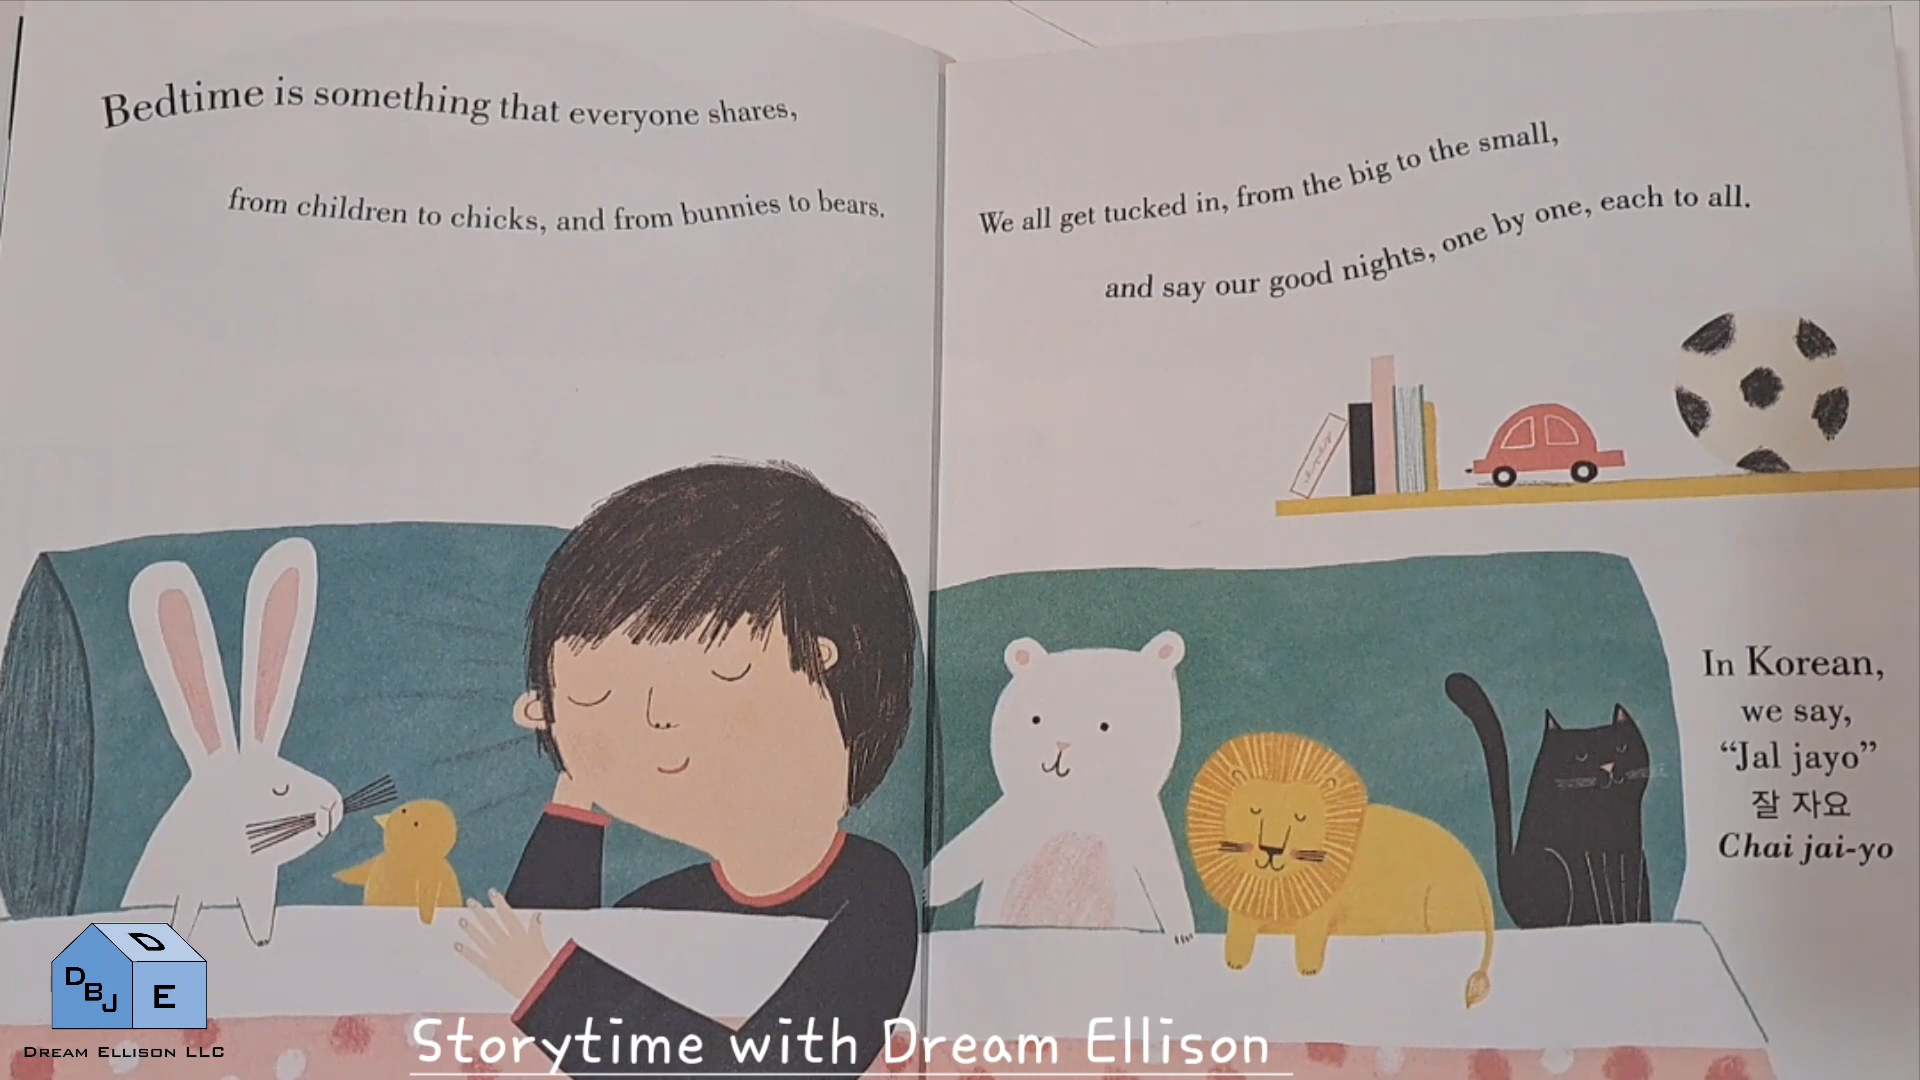 Bedtime is something that everyone shares,
from children to chicks, and from bunnies to bears.
We all get tucked in, from the big to the small,
and say our good nights, one by one, each to all.
In Korean,
we say,
“Jal jayo”
잘 자요
Chai jai-yo
D
D
B
J
E
DREAM ELLISON LLC
Storytime with Dream Ellison